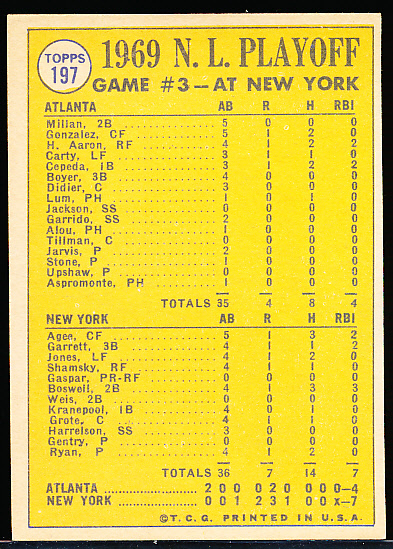 TOPPS
197
1969 N. L. PLAYOFF
GAME #3—AT NEW YORK
ATLANTA AB R H RBI
Millan, 2B 5 0 0 0
Gonzalez, CF 5 1 2 0
H. Aaron, RF 4 1 2 2
Carty, LF 3 1 1 0
Cepeda, 1B 3 1 2 2
Boyer, 3B 4 0 0 0
Didier, C 3 0 0 0
Lum, PH 1 0 1 0
Jackson, SS 0 0 0 0
Garrido, SS 2 0 0 0
Alou, PH 1 0 0 0
Tillman, C 0 0 0 0
Jarvis, P 2 0 0 0
Stone, P 1 0 0 0
Upshaw, P 0 0 0 0
Aspromonte, PH 1 0 0 0
TOTALS 35 4 8 4
NEW YORK AB R H RBI
Agee, CF 5 1 3 2
Garrett, 3B 4 1 1 2
Jones, LF 4 1 2 0
Shamsky, RF 4 1 0 0
Gaspar, PR-RF 0 0 0 0
Boswell, 2B 4 1 3 3
Weis, 2B 0 0 0 0
Kranepool, 1B 4 0 1 0
Grote, C 4 1 0 0
Harrelson, SS 3 0 0 0
Gentry, P 0 0 0 0
Ryan, P 4 1 2 0
TOTALS 36 7 14 7
ATLANTA 2 0 0 0 2 0 0 0 0—4
NEW YORK 0 0 1 2 3 1 0 0 x—7
©T.C.G. PRINTED IN U.S.A.